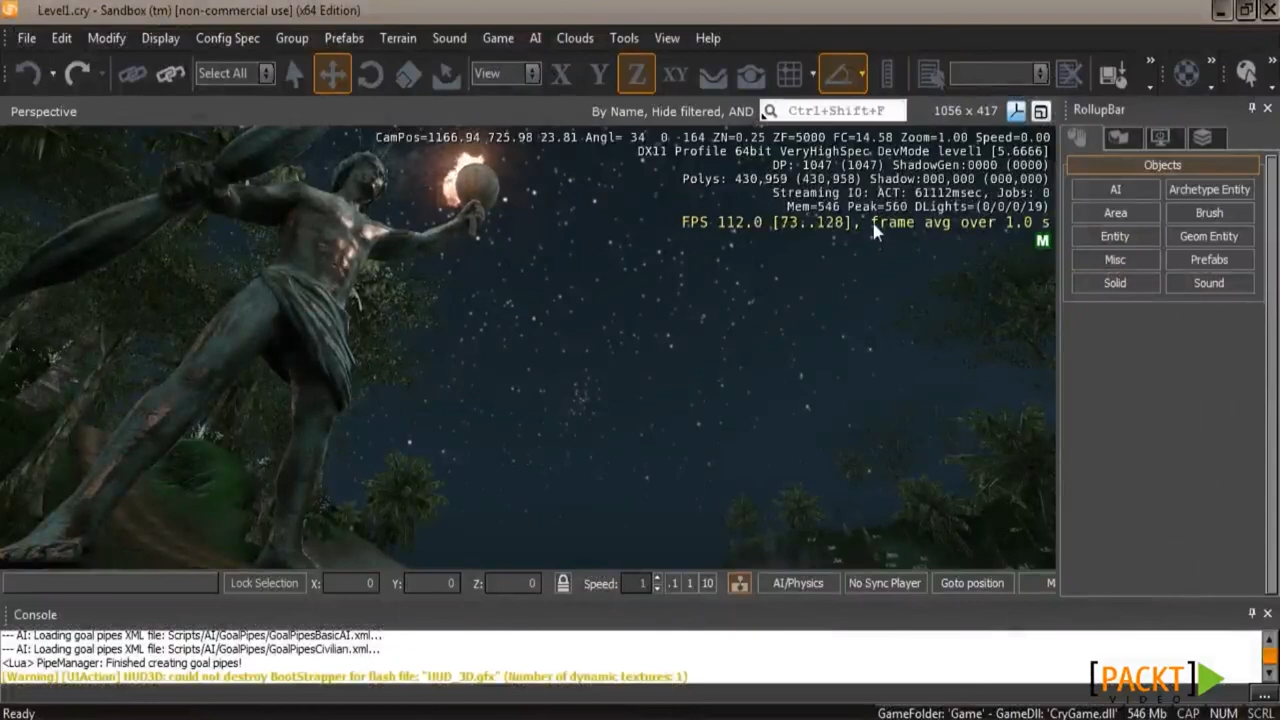 Level1.cry - Sandbox (tm) [non-commercial use] (x64 Edition)
File Edit Modify Display Config Spec Group Prefabs Terrain Sound Game AI Clouds Tools View Help
Select All View X Y Z XY
Perspective By Name, Hide filtered, AND Ctrl+Shift+F 1056 x 417 RollupBar
CamPos=1166.94 725.98 23.81 Angl= 34 0 -164 ZN=0.25 ZF=5000 FC=14.58 Zoom=1.00 Speed=0.00
DX11 Profile 64bit VeryHighSpec DevMode level1 [5.6666]
DP: 1047 (1047) ShadowGen:0000 (0000)
Polys: 430,959 (430,958) Shadow:000,000 (000,000)
Streaming IO: ACT: 61112msec, Jobs: 0
Mem=546 Peak=560 DLights=(0/0/0/19)
FPS 112.0 [73..128], frame avg over 1.0 s
M
Objects
AI Archetype Entity
Area Brush
Entity Geom Entity
Misc Prefabs
Solid Sound
Lock Selection X: 0 Y: 0 Z: 0 Speed: 1 .1 1 10 AI/Physics No Sync Player Goto position M
Console
--- AI: Loading goal pipes XML file: Scripts/AI/GoalPipes/GoalPipesBasicAI.xml...
--- AI: Loading goal pipes XML file: Scripts/AI/GoalPipes/GoalPipesCivilian.xml...
<Lua> PipeManager: Finished creating goal pipes!
[Warning] [UIAction] HUD3D: could not destroy BootStrapper for flash file: "HUD_3D.gfx" (Number of dynamic textures: 1)
[PACKT]
VIDEO
Ready GameFolder: 'Game' - GameDll: 'CryGame.dll' 546 Mb CAP NUM SCRL